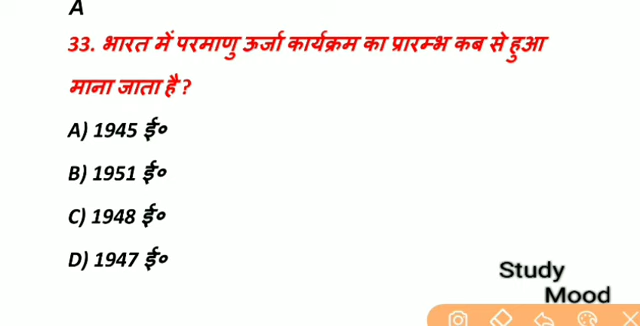 A
33. भारत में परमाणु ऊर्जा कार्यक्रम का प्रारम्भ कब से हुआ
माना जाता है ?
A) 1945 ई०
B) 1951 ई०
C) 1948 ई०
D) 1947 ई०
Study
Mood